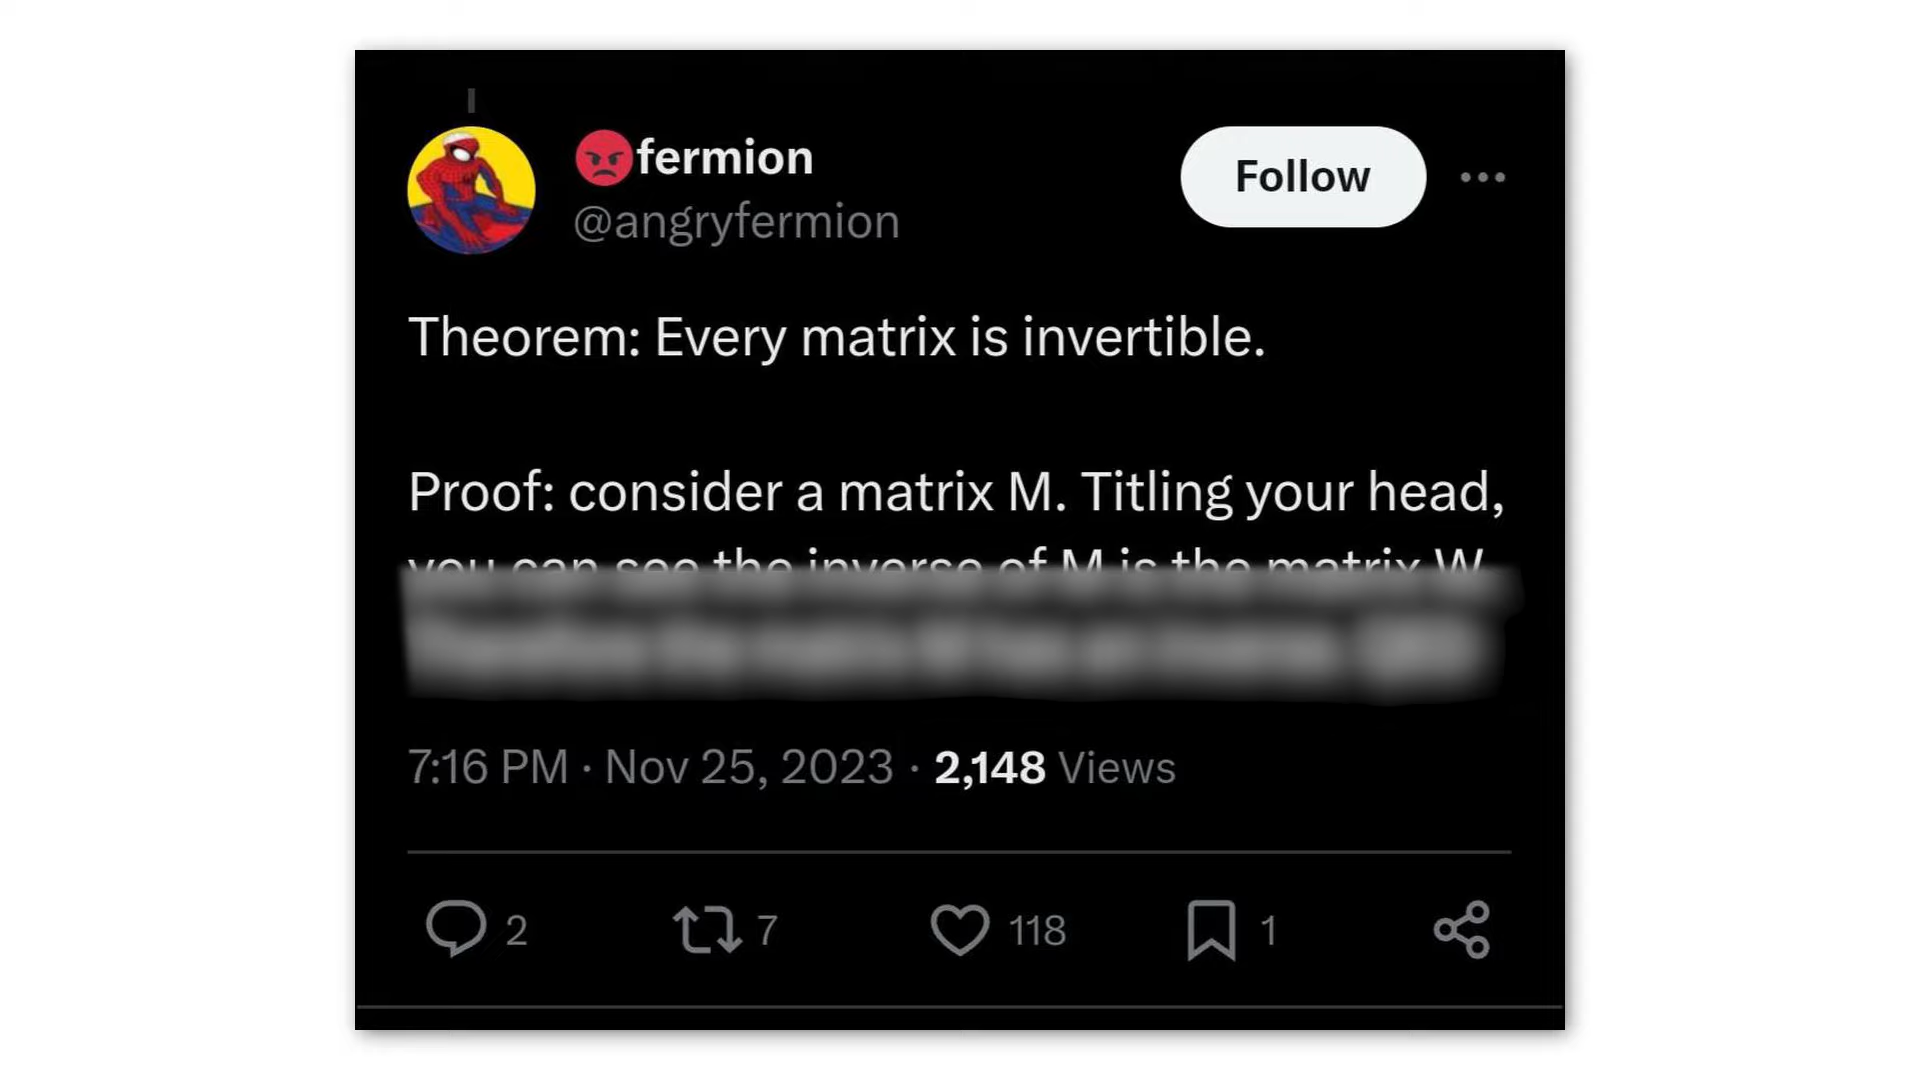 😡fermion
Follow
@angryfermion
Theorem: Every matrix is invertible.
Proof: consider a matrix M. Titling your head,
you can see the inverse of M is the matrix W.
7:16 PM · Nov 25, 2023 · 2,148 Views
2
7
118
1